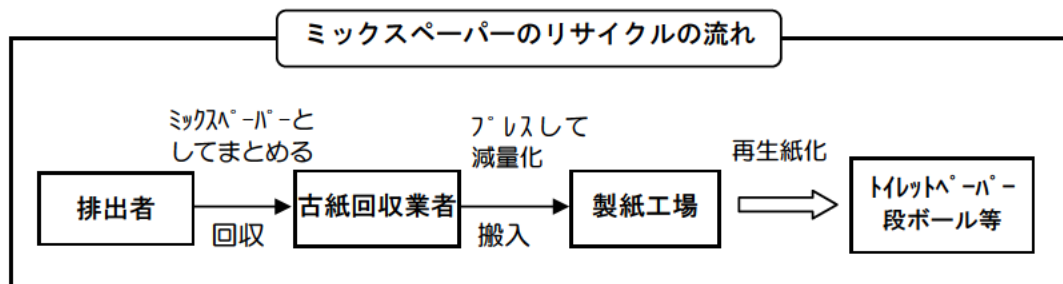 ミックスペーパーのリサイクルの流れ
ﾐｯｸｽﾍﾟｰﾊﾟｰと
してまとめる
ﾌﾟﾚｽして
減量化
再生紙化
排出者
回収
古紙回収業者
搬入
製紙工場
ﾄｲﾚｯﾄﾍﾟｰﾊﾟｰ
段ボール等